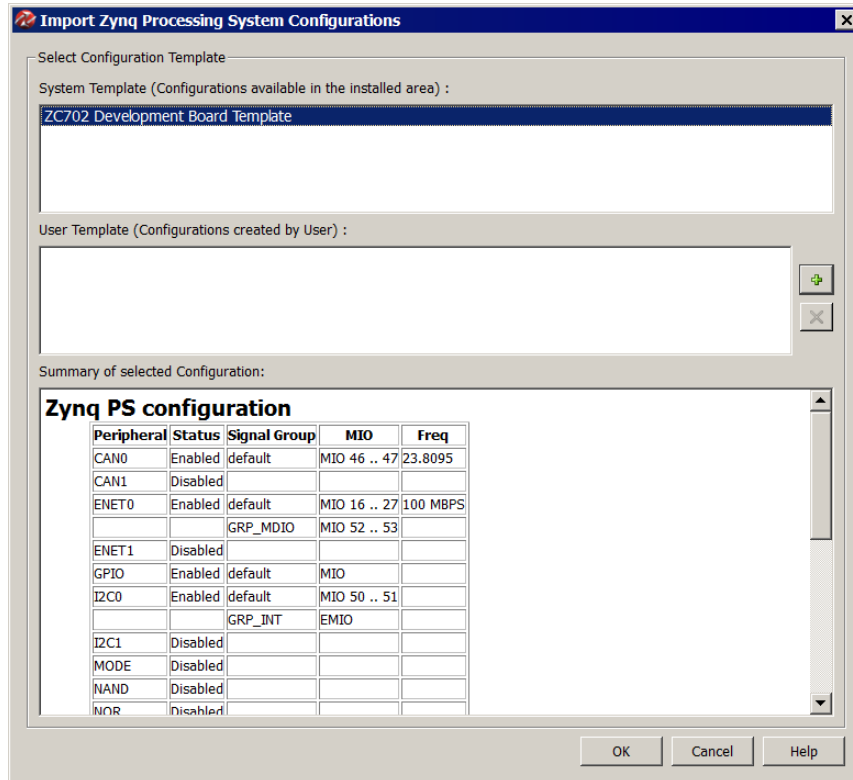 Import Zynq Processing System Configurations
Select Configuration Template
System Template (Configurations available in the installed area) :
ZC702 Development Board Template
User Template (Configurations created by User) :
Summary of selected Configuration:
Zynq PS configuration
Peripheral Status Signal Group MIO Freq
CAN0 Enabled default MIO 46 .. 47 23.8095
CAN1 Disabled
ENET0 Enabled default MIO 16 .. 27 100 MBPS
GRP_MDIO MIO 52 .. 53
ENET1 Disabled
GPIO Enabled default MIO
I2C0 Enabled default MIO 50 .. 51
GRP_INT EMIO
I2C1 Disabled
MODE Disabled
NAND Disabled
NOR Disabled
OK Cancel Help